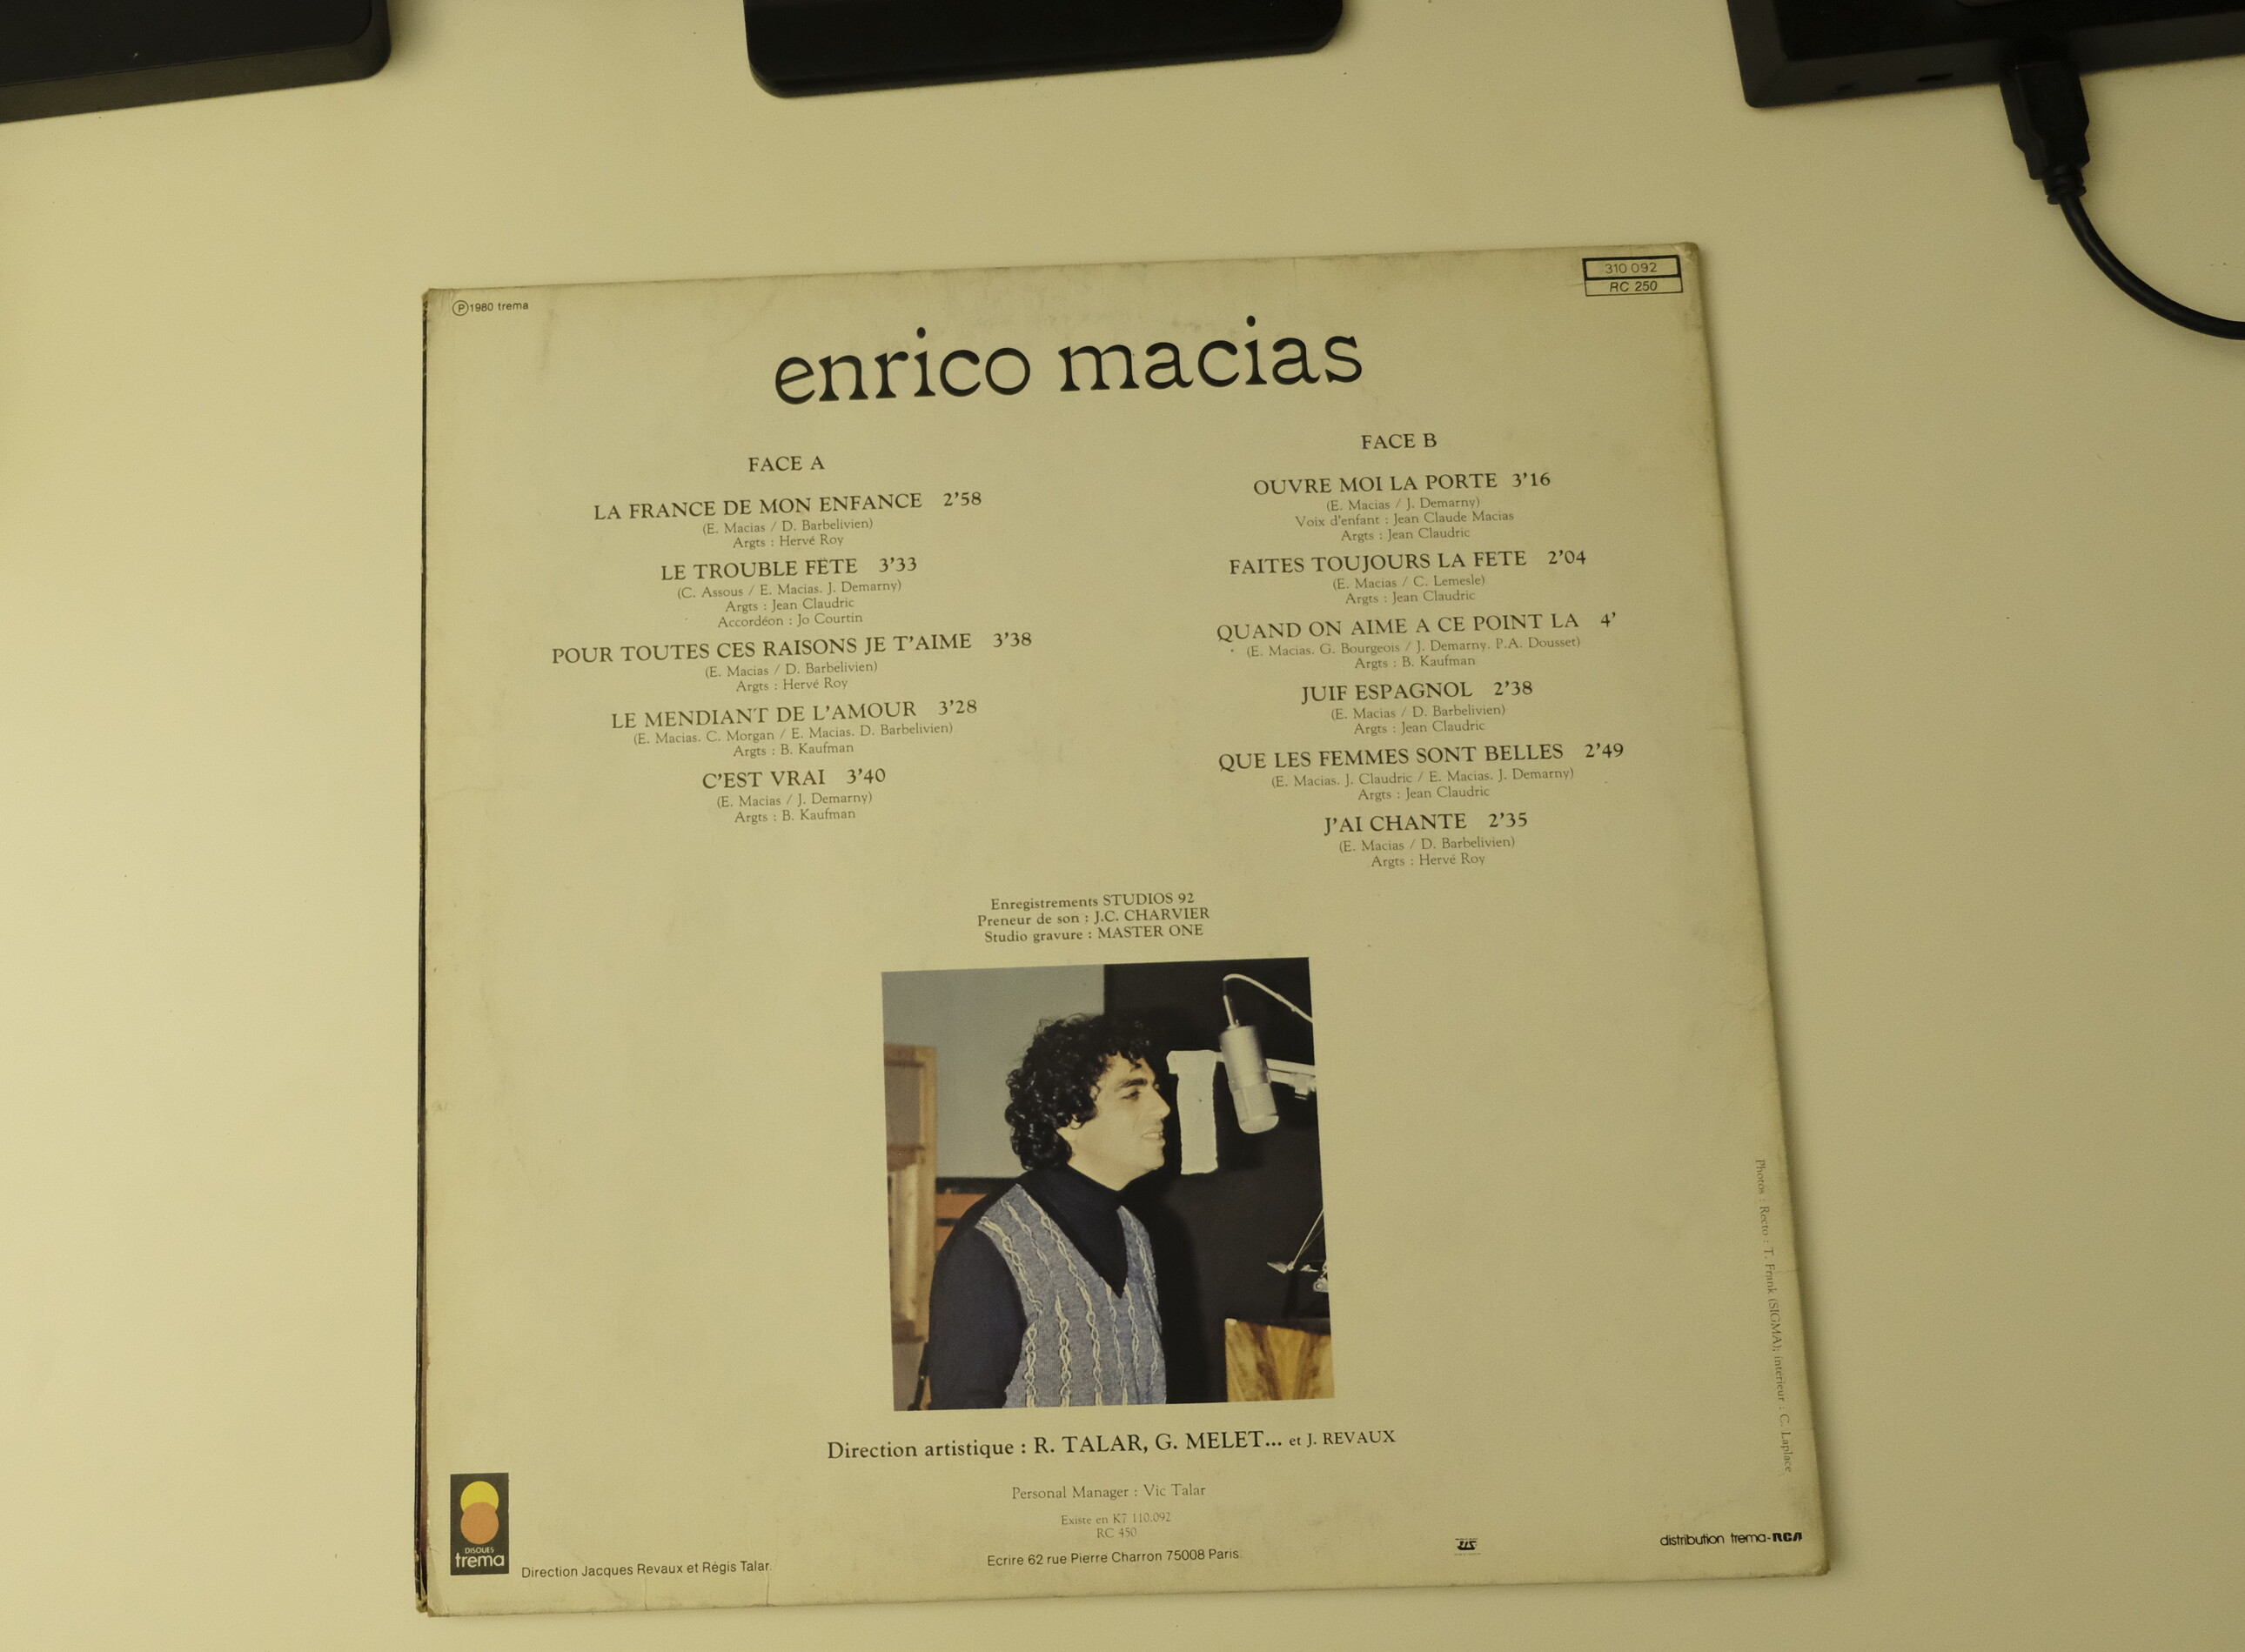 ℗1980 trema
310 092
RC 250
enrico macias
FACE A
LA FRANCE DE MON ENFANCE 2'58
(E. Macias / D. Barbelivien)
Argts : Hervé Roy
LE TROUBLE FÊTE 3'33
(C. Assous / E. Macias. J. Demarny)
Argts : Jean Claudric
Accordéon : Jo Courtin
POUR TOUTES CES RAISONS JE T'AIME 3'38
(E. Macias / D. Barbelivien)
Argts : Hervé Roy
LE MENDIANT DE L'AMOUR 3'28
(E. Macias. C. Morgan / E. Macias. D. Barbelivien)
Argts : B. Kaufman
C'EST VRAI 3'40
(E. Macias / J. Demarny)
Argts : B. Kaufman
FACE B
OUVRE MOI LA PORTE 3'16
(E. Macias / J. Demarny)
Voix d'enfant : Jean Claude Macias
Argts : Jean Claudric
FAITES TOUJOURS LA FETE 2'04
(E. Macias / C. Lemesle)
Argts : Jean Claudric
QUAND ON AIME A CE POINT LA 4'
(E. Macias. G. Bourgeois / J. Demarny. P.A. Dousset)
Argts : B. Kaufman
JUIF ESPAGNOL 2'38
(E. Macias / D. Barbelivien)
Argts : Jean Claudric
QUE LES FEMMES SONT BELLES 2'49
(E. Macias. J. Claudric / E. Macias. J. Demarny)
Argts : Jean Claudric
J'AI CHANTE 2'35
(E. Macias / D. Barbelivien)
Argts : Hervé Roy
Enregistrements STUDIOS 92
Preneur de son : J.C. CHARVIER
Studio gravure : MASTER ONE
Photos : Recto : T. Frank (SIGMA); intérieur : C. Laplace
Direction artistique : R. TALAR, G. MELET... et J. REVAUX
Personal Manager : Vic Talar
Existe en K7 110.092
RC 450
Ecrire 62 rue Pierre Charron 75008 Paris.
DISQUES
trema
Direction Jacques Revaux et Régis Talar.
distribution trema-RCA